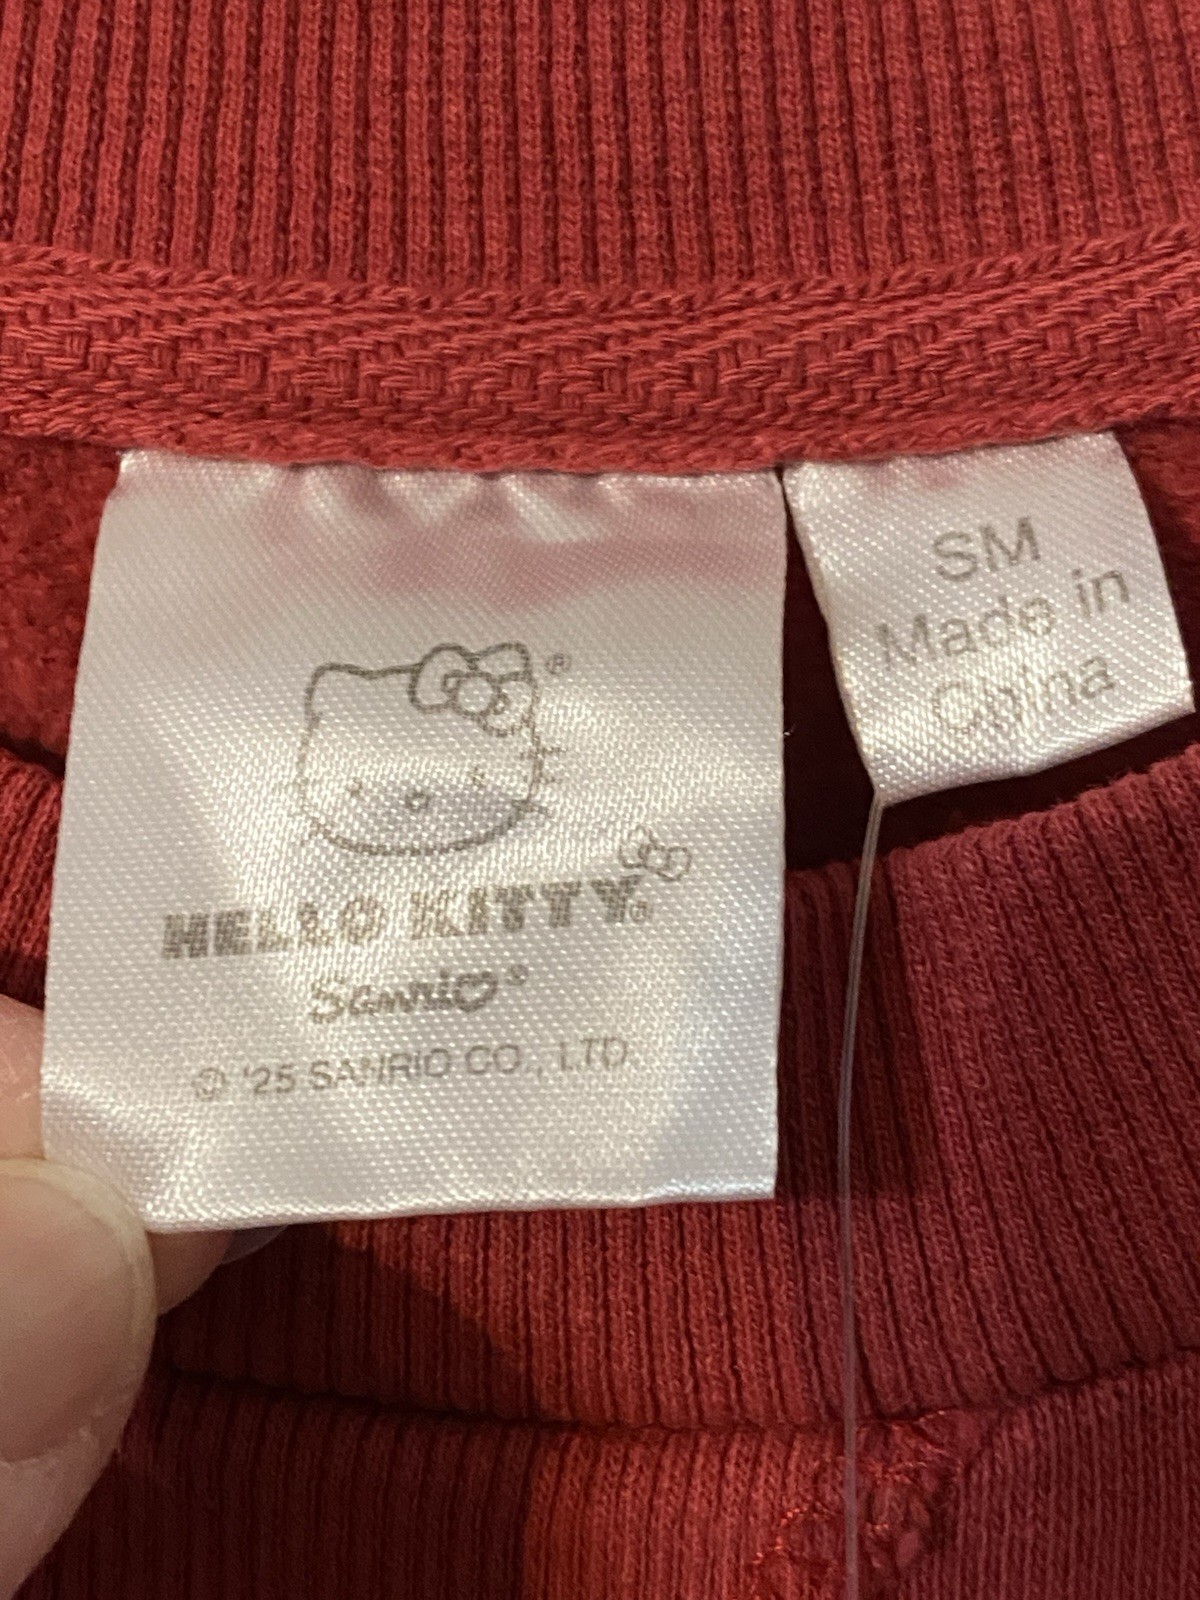 ®
HELLO KITTY®
Sanrio®
© '25 SANRIO CO., LTD.
SM
Made in
China